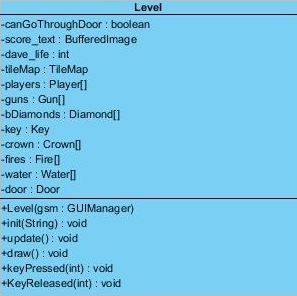 Level
-canGoThroughDoor : boolean
-score_text : BufferedImage
-dave_life : int
-tileMap : TileMap
-players : Player[]
-guns : Gun[]
-bDiamonds : Diamond[]
-key : Key
-crown : Crown[]
-fires : Fire[]
-water : Water[]
-door : Door
+Level(gsm : GUIManager)
+init(String) : void
+update() : void
+draw() : void
+keyPressed(int) : void
+KeyReleased(int) : void